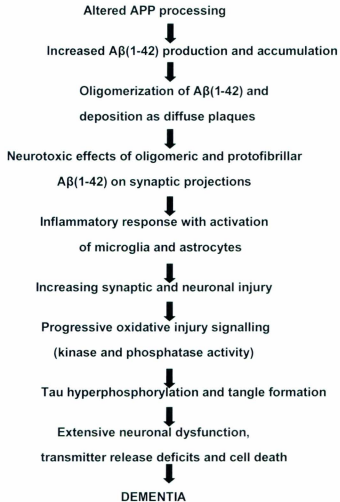 Altered APP processing
Increased Aβ(1-42) production and accumulation
Oligomerization of Aβ(1-42) and
deposition as diffuse plaques
Neurotoxic effects of oligomeric and protofibrillar
Aβ(1-42) on synaptic projections
Inflammatory response with activation
of microglia and astrocytes
Increasing synaptic and neuronal injury
Progressive oxidative injury signalling
(kinase and phosphatase activity)
Tau hyperphosphorylation and tangle formation
Extensive neuronal dysfunction,
transmitter release deficits and cell death
DEMENTIA